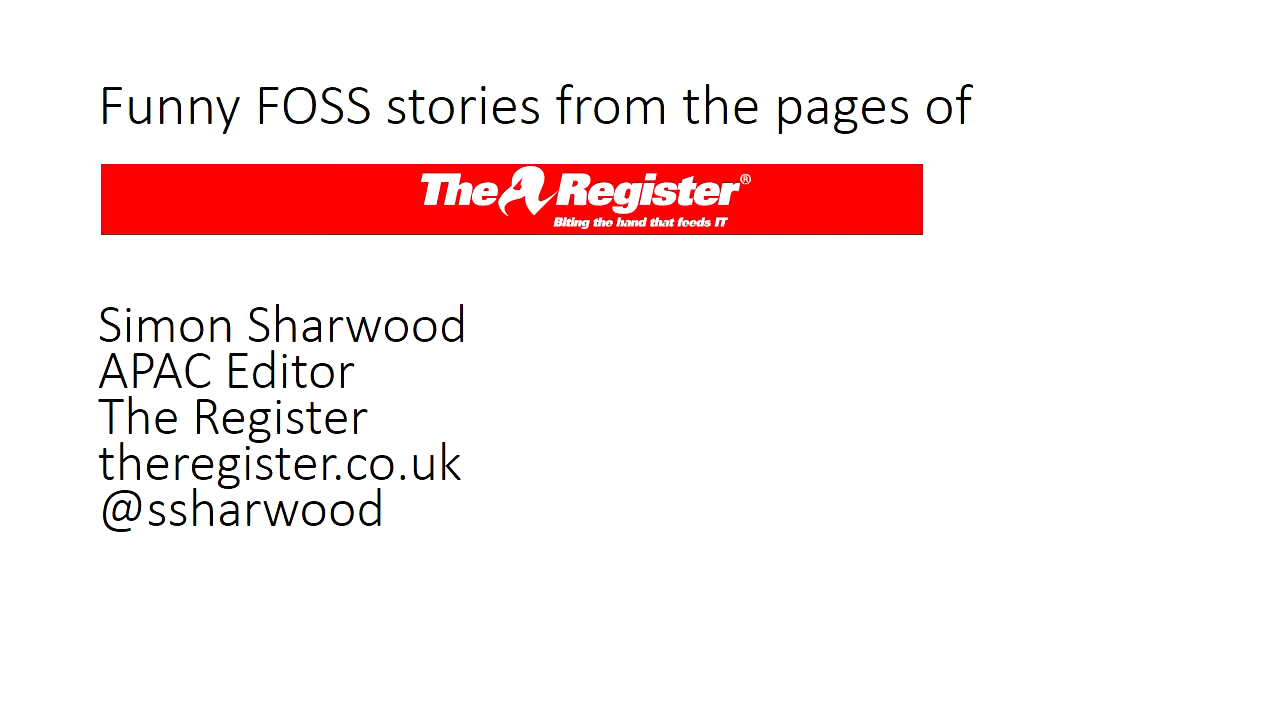 Funny FOSS stories from the pages of
The Register®
Biting the hand that feeds IT
Simon Sharwood
APAC Editor
The Register
theregister.co.uk
@ssharwood